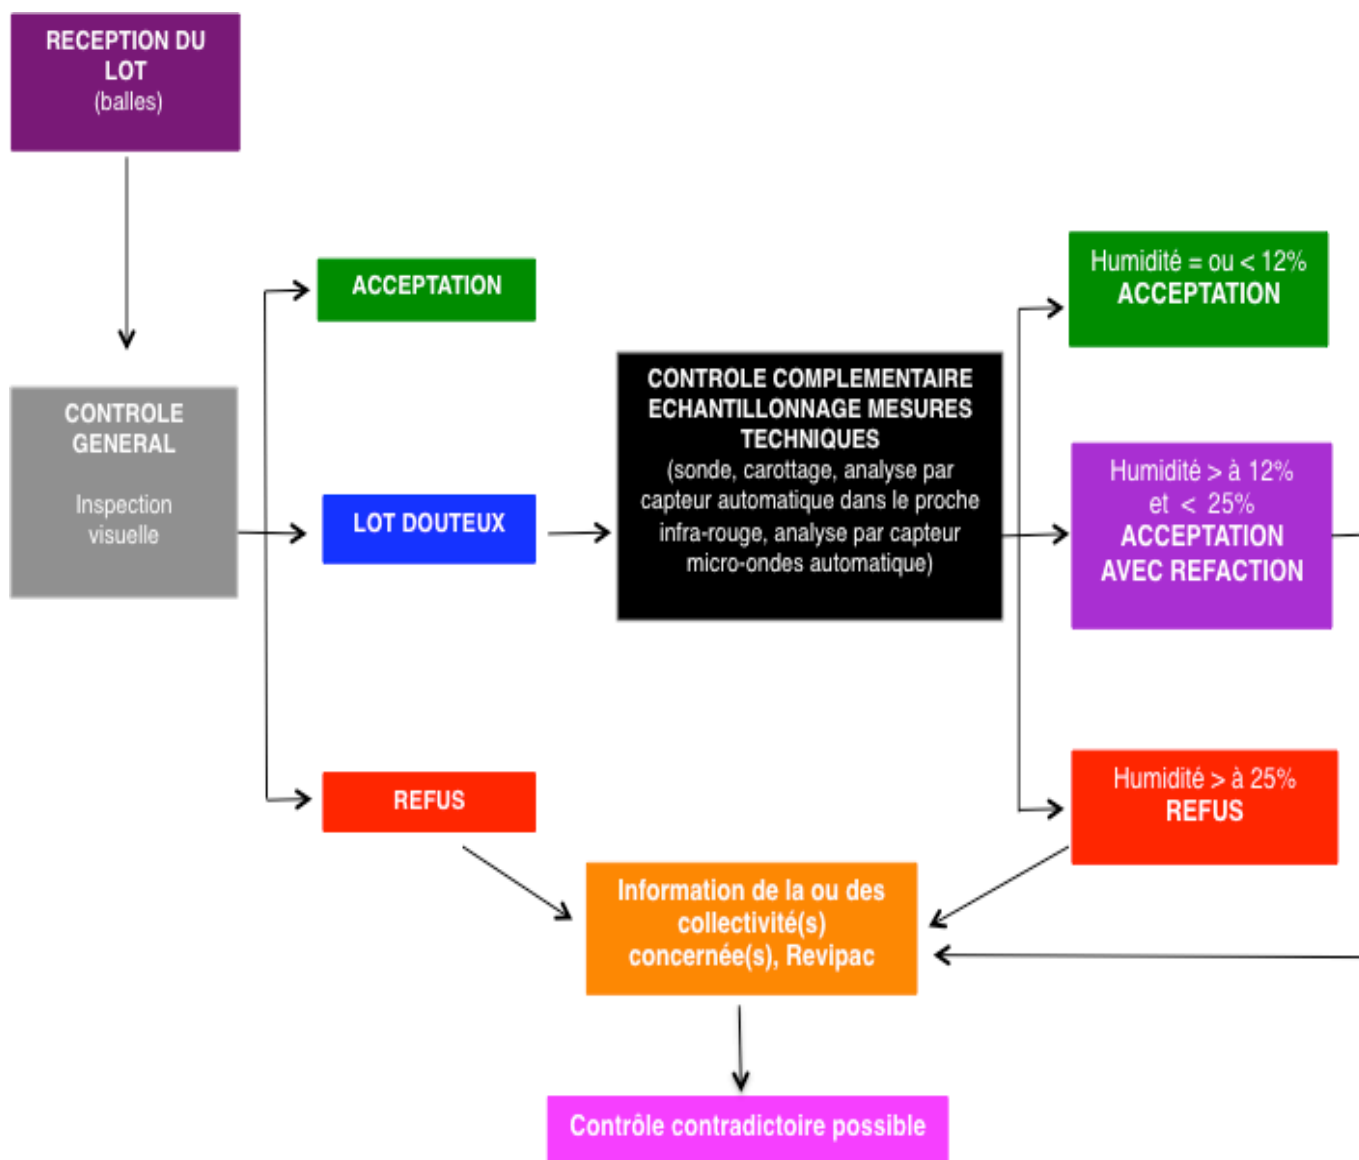 RECEPTION DU
LOT
(balles)
CONTROLE
GENERAL
Inspection
visuelle
ACCEPTATION
LOT DOUTEUX
REFUS
CONTROLE COMPLEMENTAIRE
ECHANTILLONNAGE MESURES
TECHNIQUES
(sonde, carottage, analyse par
capteur automatique dans le proche
infra-rouge, analyse par capteur
micro-ondes automatique)
Humidité = ou < 12%
ACCEPTATION
Humidité > à 12%
et < 25%
ACCEPTATION
AVEC REFACTION
Humidité > à 25%
REFUS
Information de la ou des
collectivité(s)
concernée(s), Revipac
Contrôle contradictoire possible